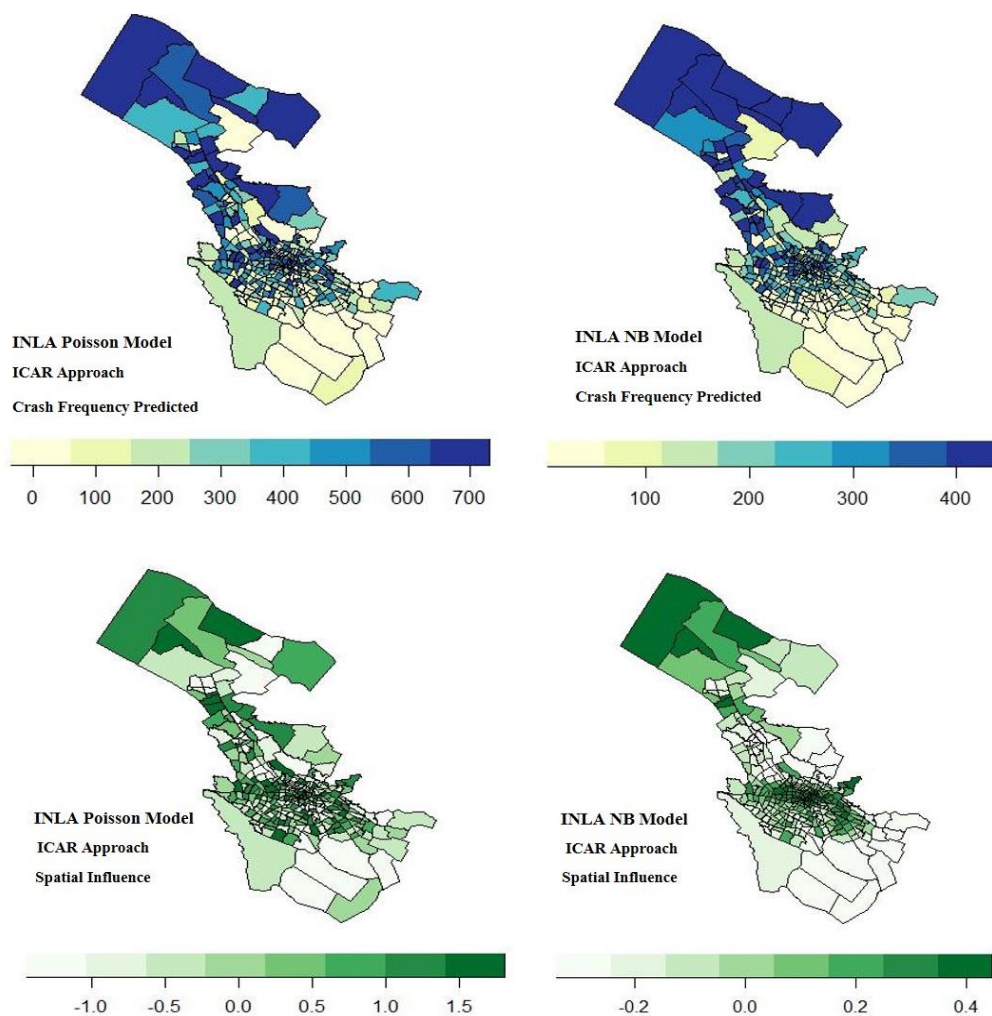 INLA Poisson Model
ICAR Approach
Crash Frequency Predicted
0 100 200 300 400 500 600 700
INLA NB Model
ICAR Approach
Crash Frequency Predicted
100 200 300 400
INLA Poisson Model
ICAR Approach
Spatial Influence
-1.0 -0.5 0.0 0.5 1.0 1.5
INLA NB Model
ICAR Approach
Spatial Influence
-0.2 0.0 0.2 0.4